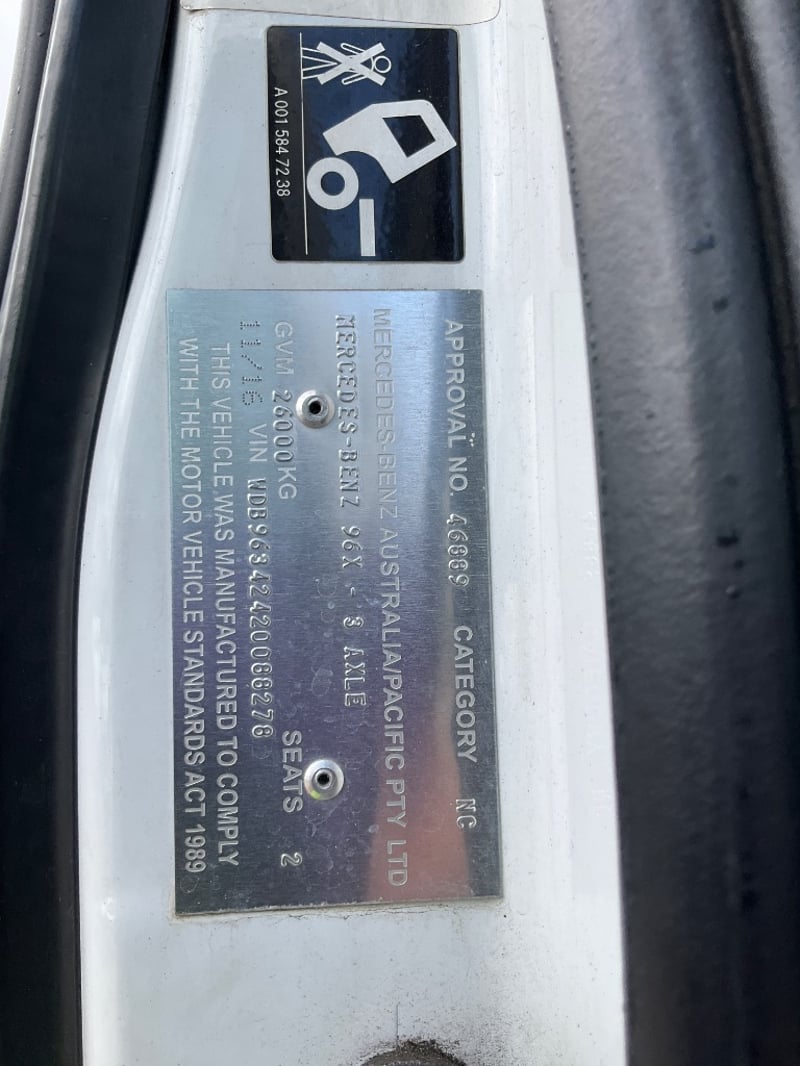 A 001 584 72 38
APPROVAL NO. 46889 CATEGORY NC
MERCEDES-BENZ AUSTRALIA/PACIFIC PTY LTD
MERCEDES-BENZ 96X - 3 AXLE
GVM 26000KG SEATS 2
11/16 VIN WDB96342420088278
THIS VEHICLE WAS MANUFACTURED TO COMPLY
WITH THE MOTOR VEHICLE STANDARDS ACT 1989